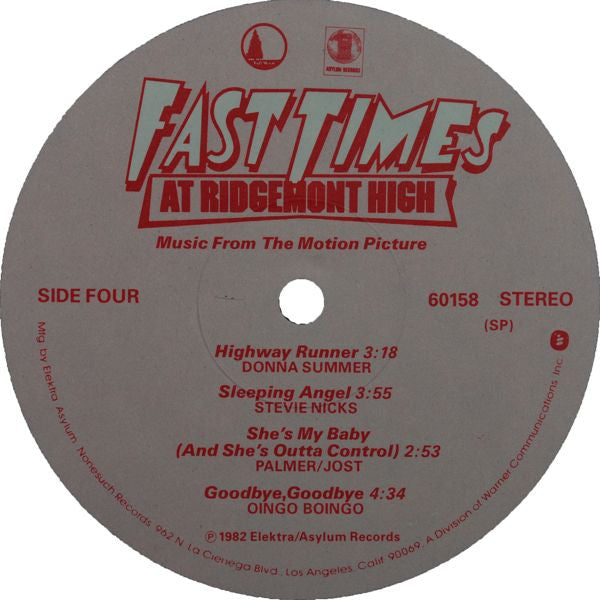 ASYLUM RECORDS
FAST TIMES
AT RIDGEMONT HIGH
Music From The Motion Picture
SIDE FOUR
60158 STEREO
(SP)
Highway Runner 3:18
DONNA SUMMER
Sleeping Angel 3:55
STEVIE NICKS
She's My Baby
(And She's Outta Control) 2:53
PALMER/JOST
Goodbye,Goodbye 4:34
OINGO BOINGO
℗ 1982 Elektra/Asylum Records
Mfg. by Elektra Asylum Nonesuch Records, 962 N. La Cienega Blvd., Los Angeles, Calif. 90069. A Division of Warner Communications Inc.